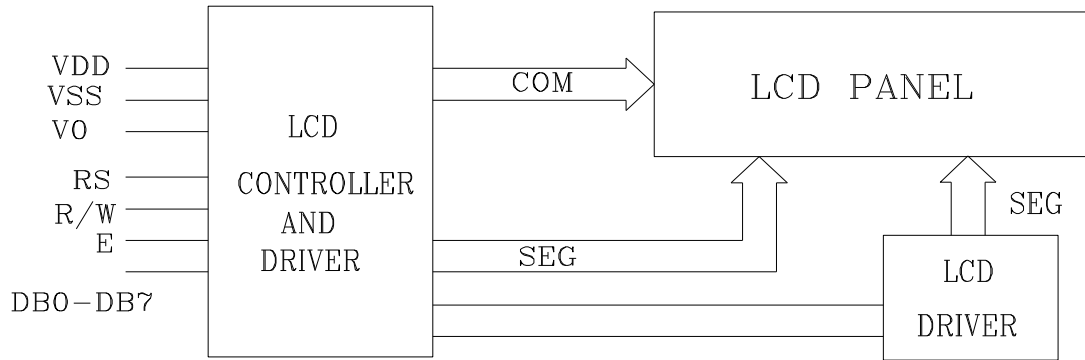 VDD
VSS
V0
RS
R/W
E
DB0-DB7
LCD
CONTROLLER
AND
DRIVER
COM
SEG
LCD PANEL
SEG
LCD
DRIVER